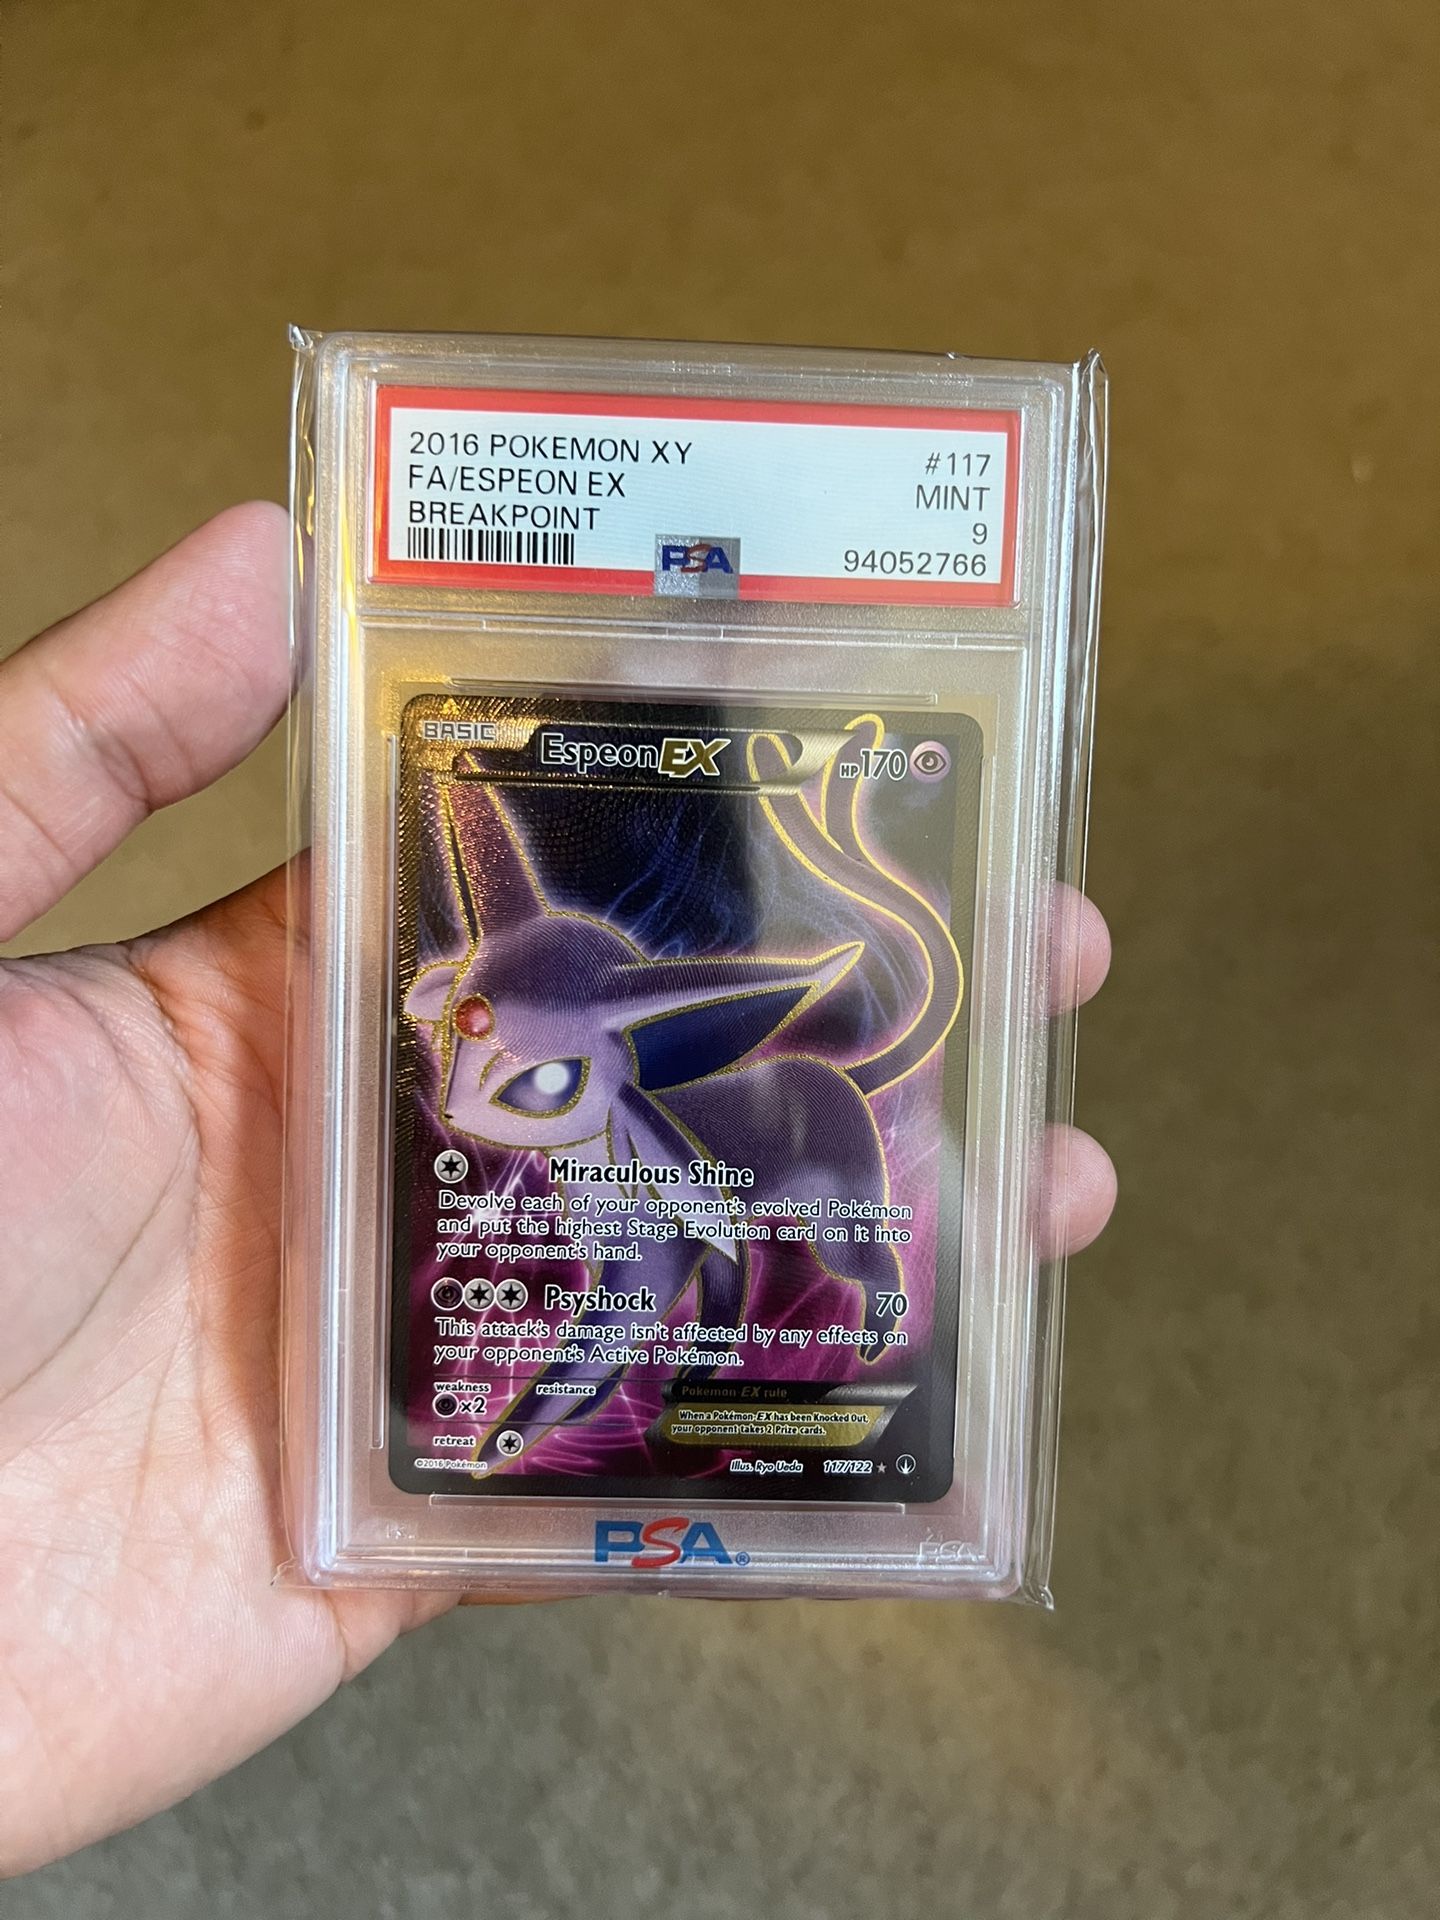 2016 POKEMON XY #117
FA/ESPEON EX MINT
BREAKPOINT 9
PSA 94052766
BASIC Espeon EX HP170
Miraculous Shine
Devolve each of your opponent's evolved Pokémon
and put the highest Stage Evolution card on it into
your opponent's hand.
Psyshock 70
This attack's damage isn't affected by any effects on
your opponent's Active Pokémon.
weakness resistance
x2
Pokémon-EX rule
When a Pokémon-EX has been Knocked Out,
your opponent takes 2 Prize cards.
retreat
©2016 Pokémon Illus. Ryo Ueda 117/122
PSA®
PSA